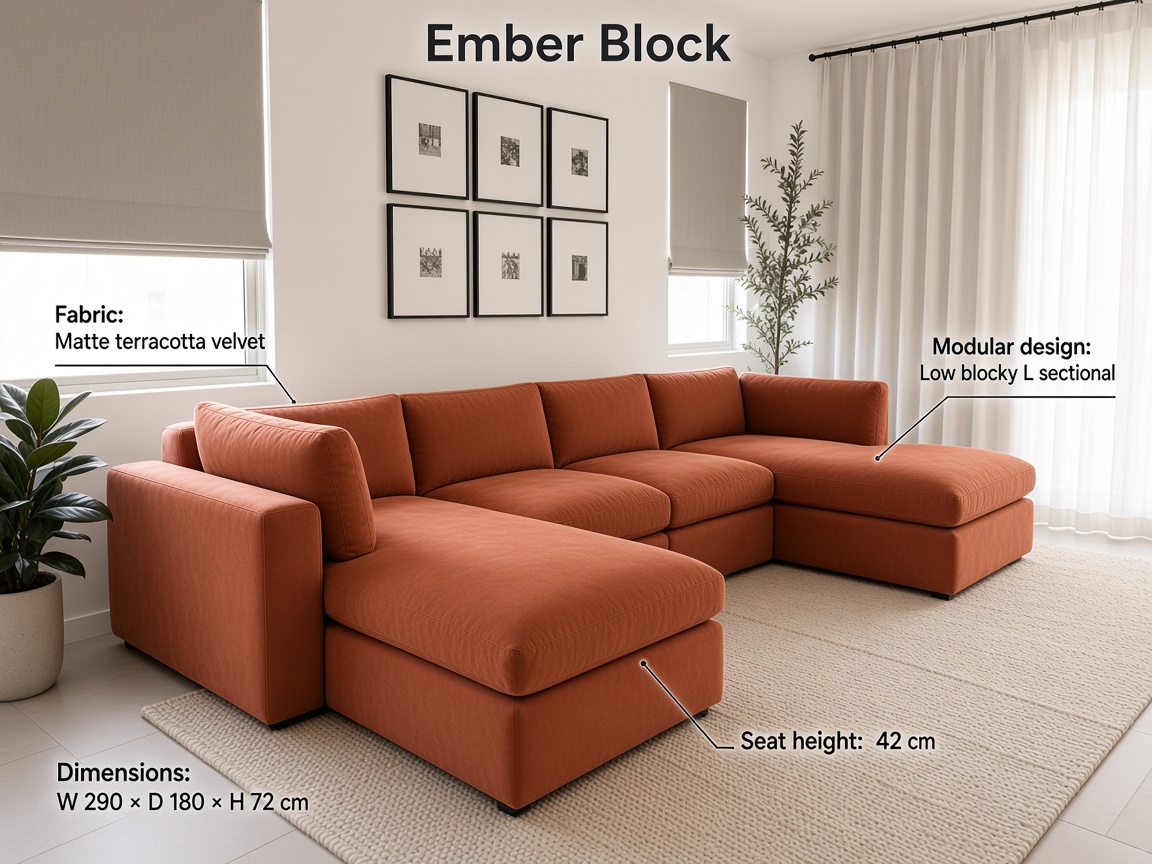 Ember Block
Fabric:
Matte terracotta velvet
Modular design:
Low blocky L sectional
Seat height: 42 cm
Dimensions:
W 290 × D 180 × H 72 cm